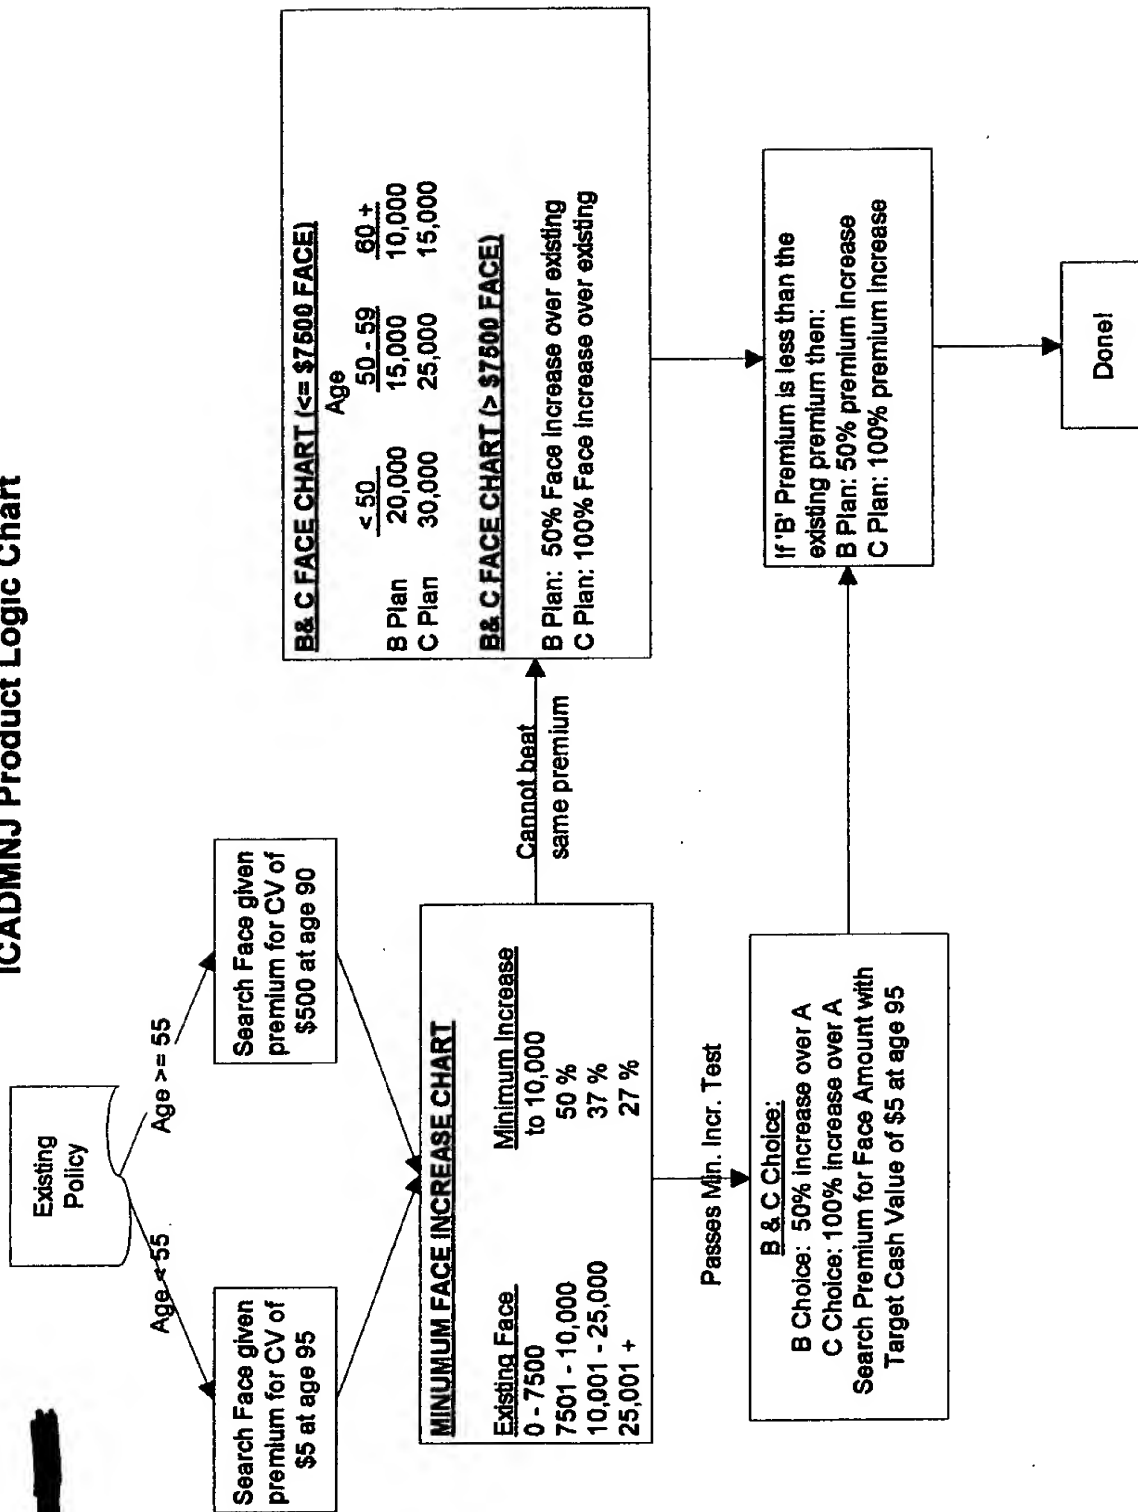 ICADMNJ Product Logic Chart
Existing
Policy
Age < 55
Age >= 55
Search Face given
premium for CV of
$5 at age 95
Search Face given
premium for CV of
$500 at age 90
MINUMUM FACE INCREASE CHART
Existing Face Minimum Increase
0 - 7500 to 10,000
7501 - 10,000 50 %
10,001 - 25,000 37 %
25,001 + 27 %
Cannot beat
same premium
B& C FACE CHART (<= $7500 FACE)
Age
< 50 50 - 59 60 +
B Plan 20,000 15,000 10,000
C Plan 30,000 25,000 15,000
B& C FACE CHART (> $7500 FACE)
B Plan: 50% Face Increase over existing
C Plan: 100% Face Increase over existing
Passes Min. Incr. Test
B & C Choice:
B Choice: 50% increase over A
C Choice: 100% increase over A
Search Premium for Face Amount with
Target Cash Value of $5 at age 95
If 'B' Premium is less than the
existing premium then:
B Plan: 50% premium increase
C Plan: 100% premium increase
Done!